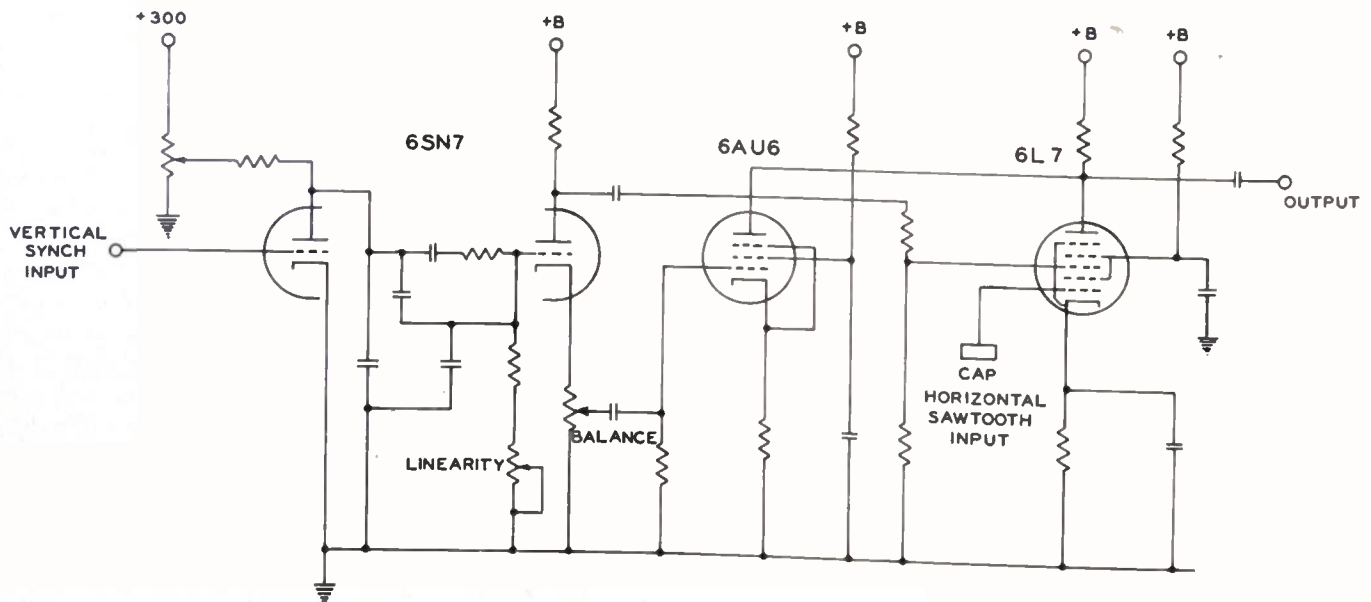 +300
+B
+B
+B
+B
6SN7
6AU6
6L7
OUTPUT
VERTICAL
SYNCH
INPUT
CAP
HORIZONTAL
SAWTOOTH
INPUT
BALANCE
LINEARITY